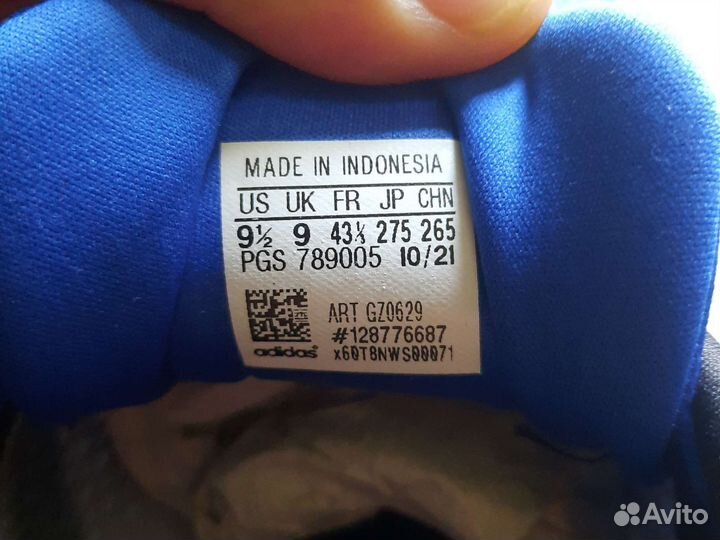 MADE IN INDONESIA
US UK FR JP CHN
9½ 9 43⅓ 275 265
PGS 789005 10/21
ART GZ0629
#128776687
adidas® x60T8NWS00071
Avito